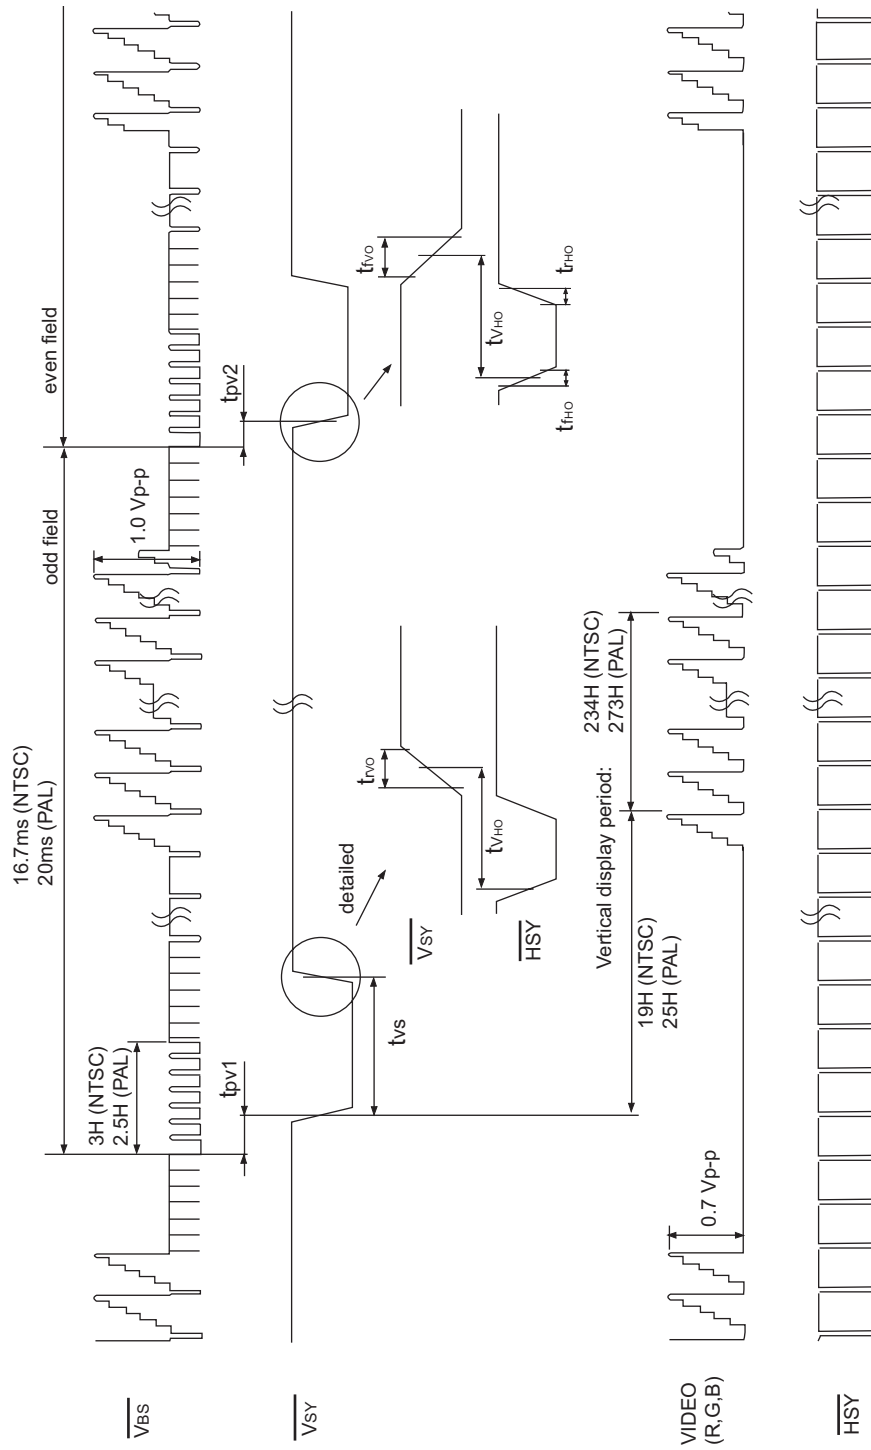 16.7ms (NTSC)
20ms (PAL)
odd field
even field
3H (NTSC)
2.5H (PAL)
1.0 Vp-p
VBS
tpv1
tpv2
VSY
tvs
detailed
trvo
tfvo
VSY
tVHO
tVHO
HSY
tfHO
trHO
Vertical display period:
234H (NTSC)
273H (PAL)
19H (NTSC)
25H (PAL)
VIDEO
(R,G,B)
0.7 Vp-p
HSY